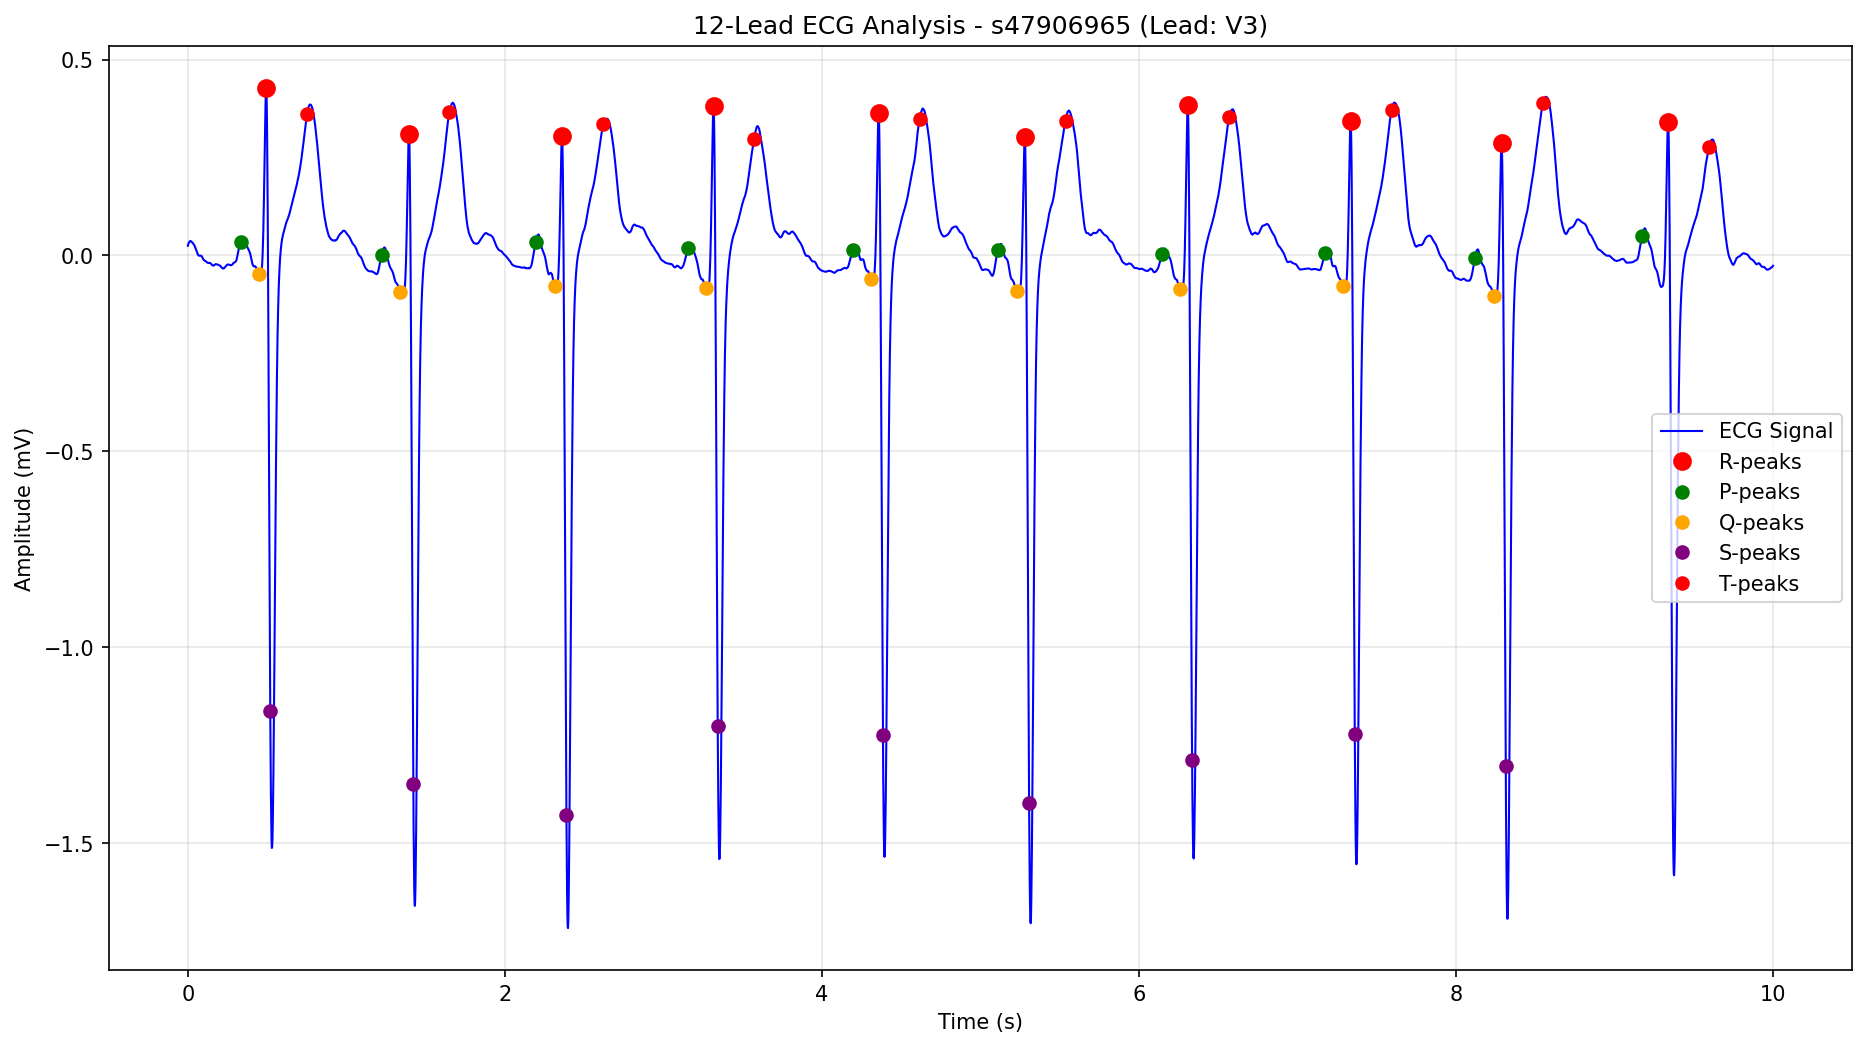 12-Lead ECG Analysis - s47906965 (Lead: V3)
Amplitude (mV)
0.5
0.0
−0.5
−1.0
−1.5
ECG Signal
R-peaks
P-peaks
Q-peaks
S-peaks
T-peaks
0 2 4 6 8 10
Time (s)